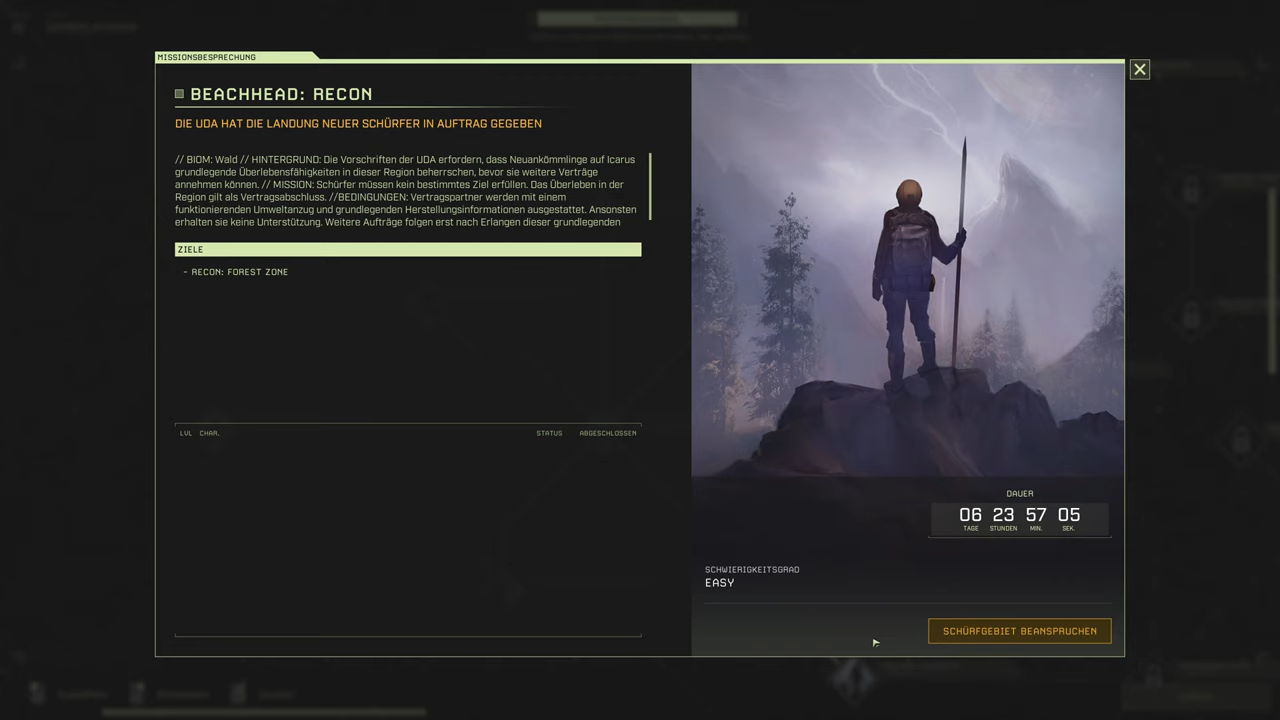 MISSIONSBESPRECHUNG
BEACHHEAD: RECON
DIE UDA HAT DIE LANDUNG NEUER SCHÜRFER IN AUFTRAG GEGEBEN
// BIOM: Wald // HINTERGRUND: Die Vorschriften der UDA erfordern, dass Neuankömmlinge auf Icarus
grundlegende Überlebensfähigkeiten in dieser Region beherrschen, bevor sie weitere Verträge
annehmen können. // MISSION: Schürfer müssen kein bestimmtes Ziel erfüllen. Das Überleben in der
Region gilt als Vertragsabschluss. //BEDINGUNGEN: Vertragspartner werden mit einem
funktionierenden Umweltanzug und grundlegenden Herstellungsinformationen ausgestattet. Ansonsten
erhalten sie keine Unterstützung. Weitere Aufträge folgen erst nach Erlangen dieser grundlegenden
ZIELE
- RECON: FOREST ZONE
LVL CHAR. STATUS ABGESCHLOSSEN
DAUER
06 23 57 05
TAGE STUNDEN MIN. SEK.
SCHWIERIGKEITSGRAD
EASY
SCHÜRFGEBIET BEANSPRUCHEN